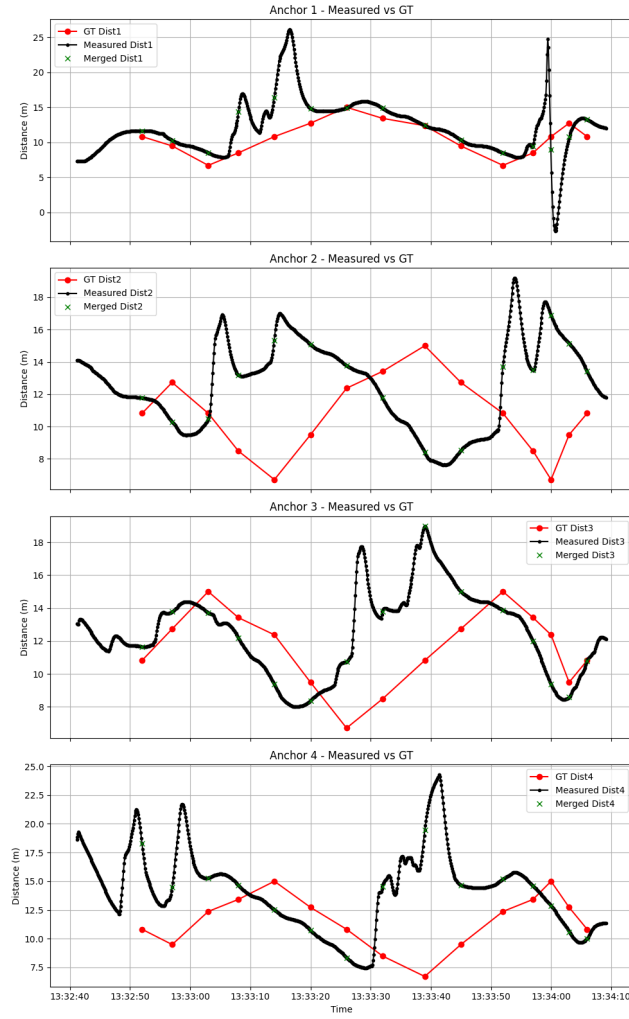 Anchor 1 - Measured vs GT
GT Dist1
Measured Dist1
Merged Dist1
Distance (m)
25
20
15
10
5
0
Anchor 2 - Measured vs GT
GT Dist2
Measured Dist2
Merged Dist2
Distance (m)
18
16
14
12
10
8
Anchor 3 - Measured vs GT
GT Dist3
Measured Dist3
Merged Dist3
Distance (m)
18
16
14
12
10
8
Anchor 4 - Measured vs GT
GT Dist4
Measured Dist4
Merged Dist4
Distance (m)
25.0
22.5
20.0
17.5
15.0
12.5
10.0
7.5
13:32:40 13:32:50 13:33:00 13:33:10 13:33:20 13:33:30 13:33:40 13:33:50 13:34:00 13:34:10
Time